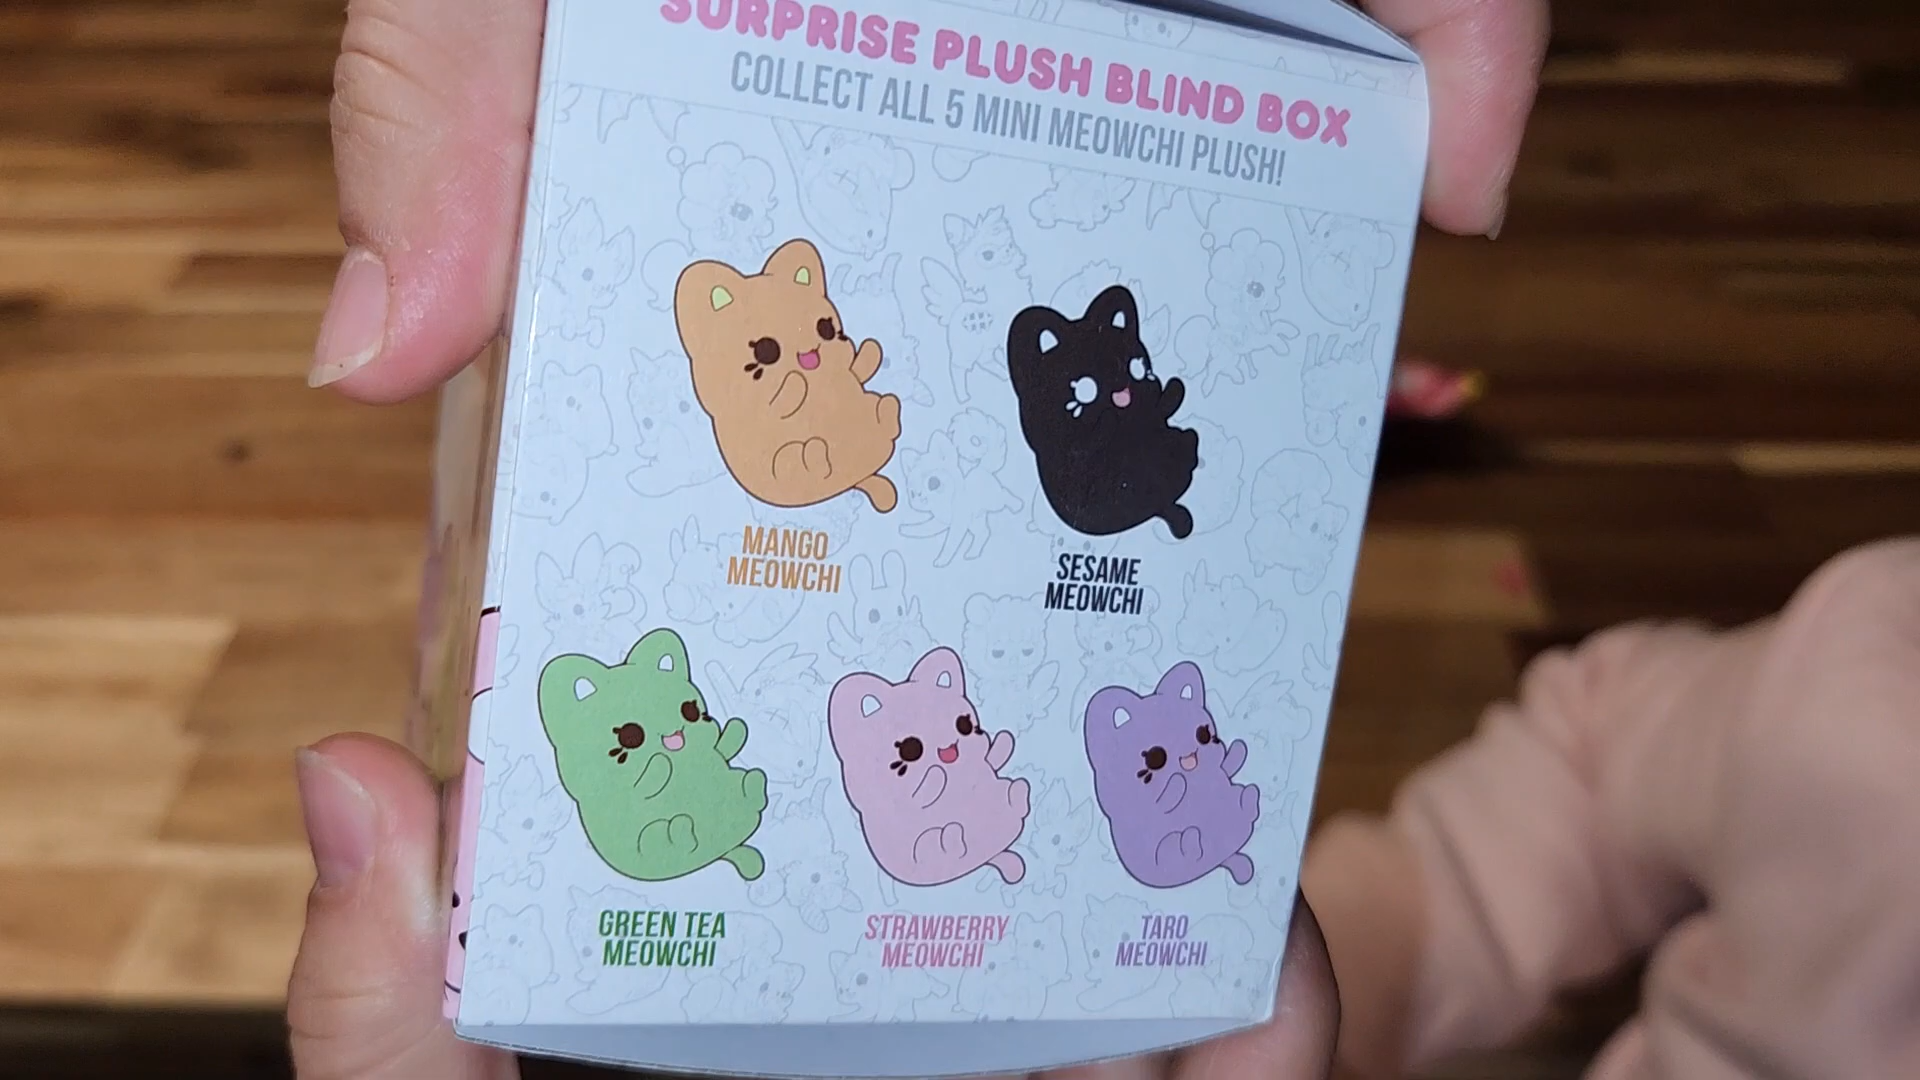 SURPRISE PLUSH BLIND BOX
COLLECT ALL 5 MINI MEOWCHI PLUSH!
MANGO
MEOWCHI
SESAME
MEOWCHI
GREEN TEA
MEOWCHI
STRAWBERRY
MEOWCHI
TARO
MEOWCHI